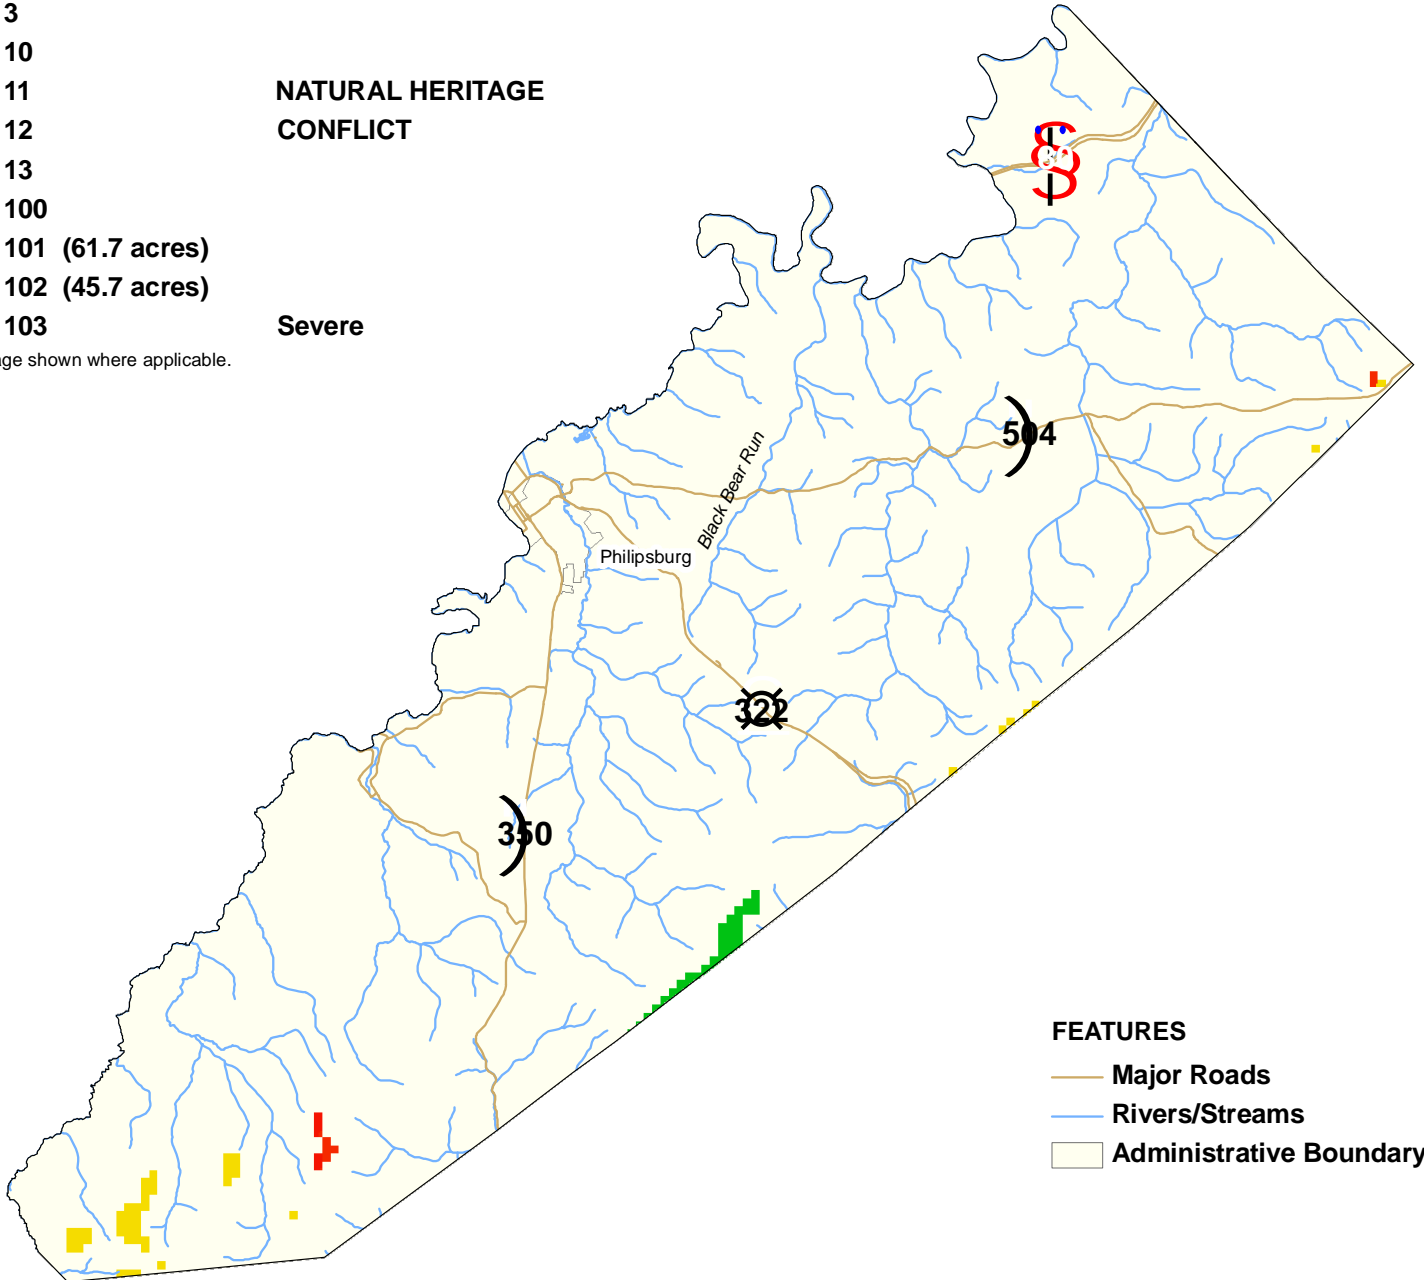 3
10
11 NATURAL HERITAGE
12 CONFLICT
13
100
101 (61.7 acres)
102 (45.7 acres)
103 Severe
age shown where applicable.
504
Black Bear Run
Philipsburg
322
350
FEATURES
Major Roads
Rivers/Streams
Administrative Boundary